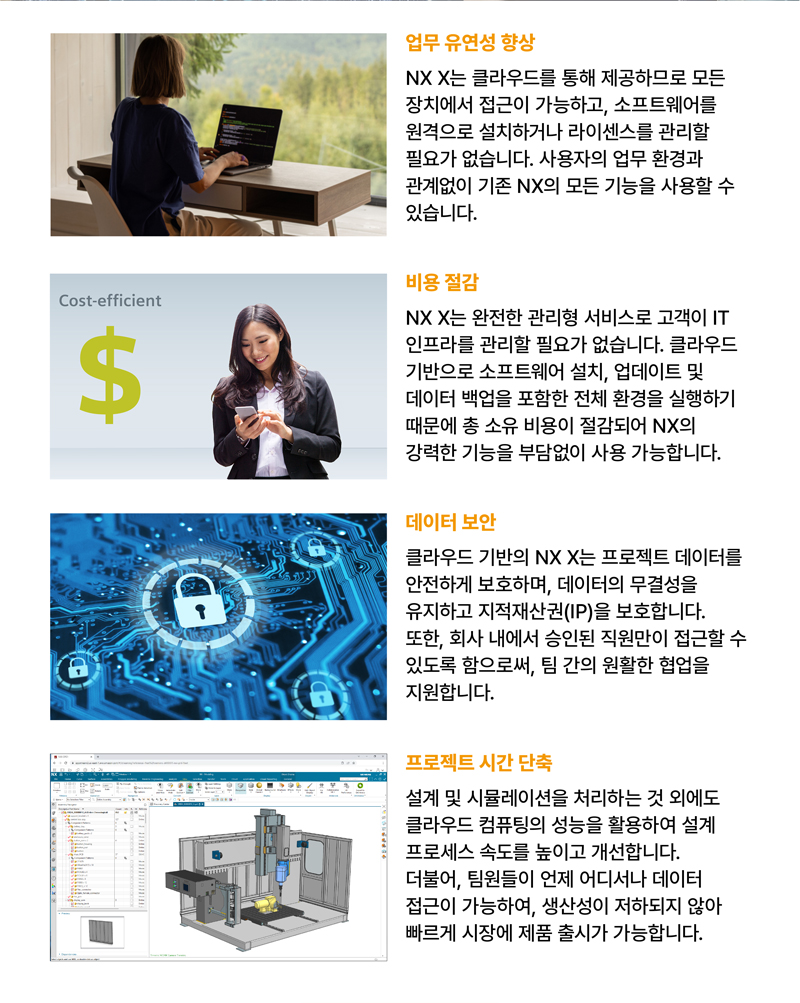 업무 유연성 향상
NX X는 클라우드를 통해 제공하므로 모든
장치에서 접근이 가능하고, 소프트웨어를
원격으로 설치하거나 라이센스를 관리할
필요가 없습니다. 사용자의 업무 환경과
관계없이 기존 NX의 모든 기능을 사용할 수
있습니다.
Cost-efficient
$
비용 절감
NX X는 완전한 관리형 서비스로 고객이 IT
인프라를 관리할 필요가 없습니다. 클라우드
기반으로 소프트웨어 설치, 업데이트 및
데이터 백업을 포함한 전체 환경을 실행하기
때문에 총 소유 비용이 절감되어 NX의
강력한 기능을 부담없이 사용 가능합니다.
데이터 보안
클라우드 기반의 NX X는 프로젝트 데이터를
안전하게 보호하며, 데이터의 무결성을
유지하고 지적재산권(IP)을 보호합니다.
또한, 회사 내에서 승인된 직원만이 접근할 수
있도록 함으로써, 팀 간의 원활한 협업을
지원합니다.
NX
프로젝트 시간 단축
설계 및 시뮬레이션을 처리하는 것 외에도
클라우드 컴퓨팅의 성능을 활용하여 설계
프로세스 속도를 높이고 개선합니다.
더불어, 팀원들이 언제 어디서나 데이터
접근이 가능하여, 생산성이 저하되지 않아
빠르게 시장에 제품 출시가 가능합니다.